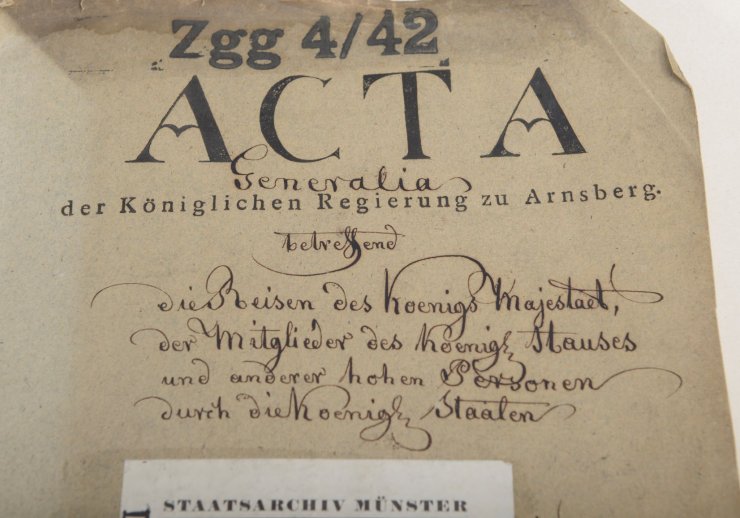 Zgg 4/42
ACTA
Generalia
der Königlichen Regierung zu Arnsberg.
betreffend
die Reisen des Koenigs Majestaet,
der Mitglieder des Koenigl. Hauses
und anderer hohen Personen
durch die Koenigl. Staaten
STAATSARCHIV MÜNSTER